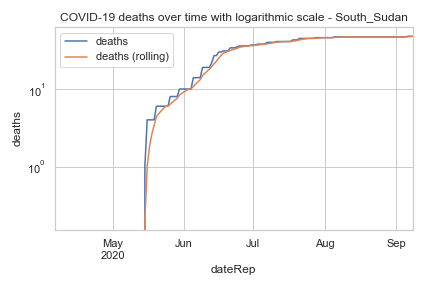 COVID-19 deaths over time with logarithmic scale - South_Sudan
deaths
deaths (rolling)
10¹
10⁰
deaths
May
2020
Jun
Jul
Aug
Sep
dateRep